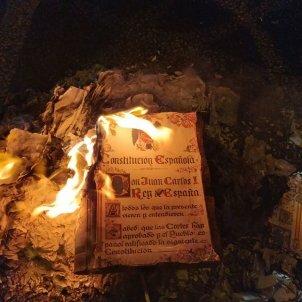 Constitución Española
Don Juan Carlos I,
Rey de España,
A todos los que la presente
vieren y entendieren
Sabed: que las Cortes han
aprobado y el Pueblo es-
pañol ratificado la siguiente
Constitución